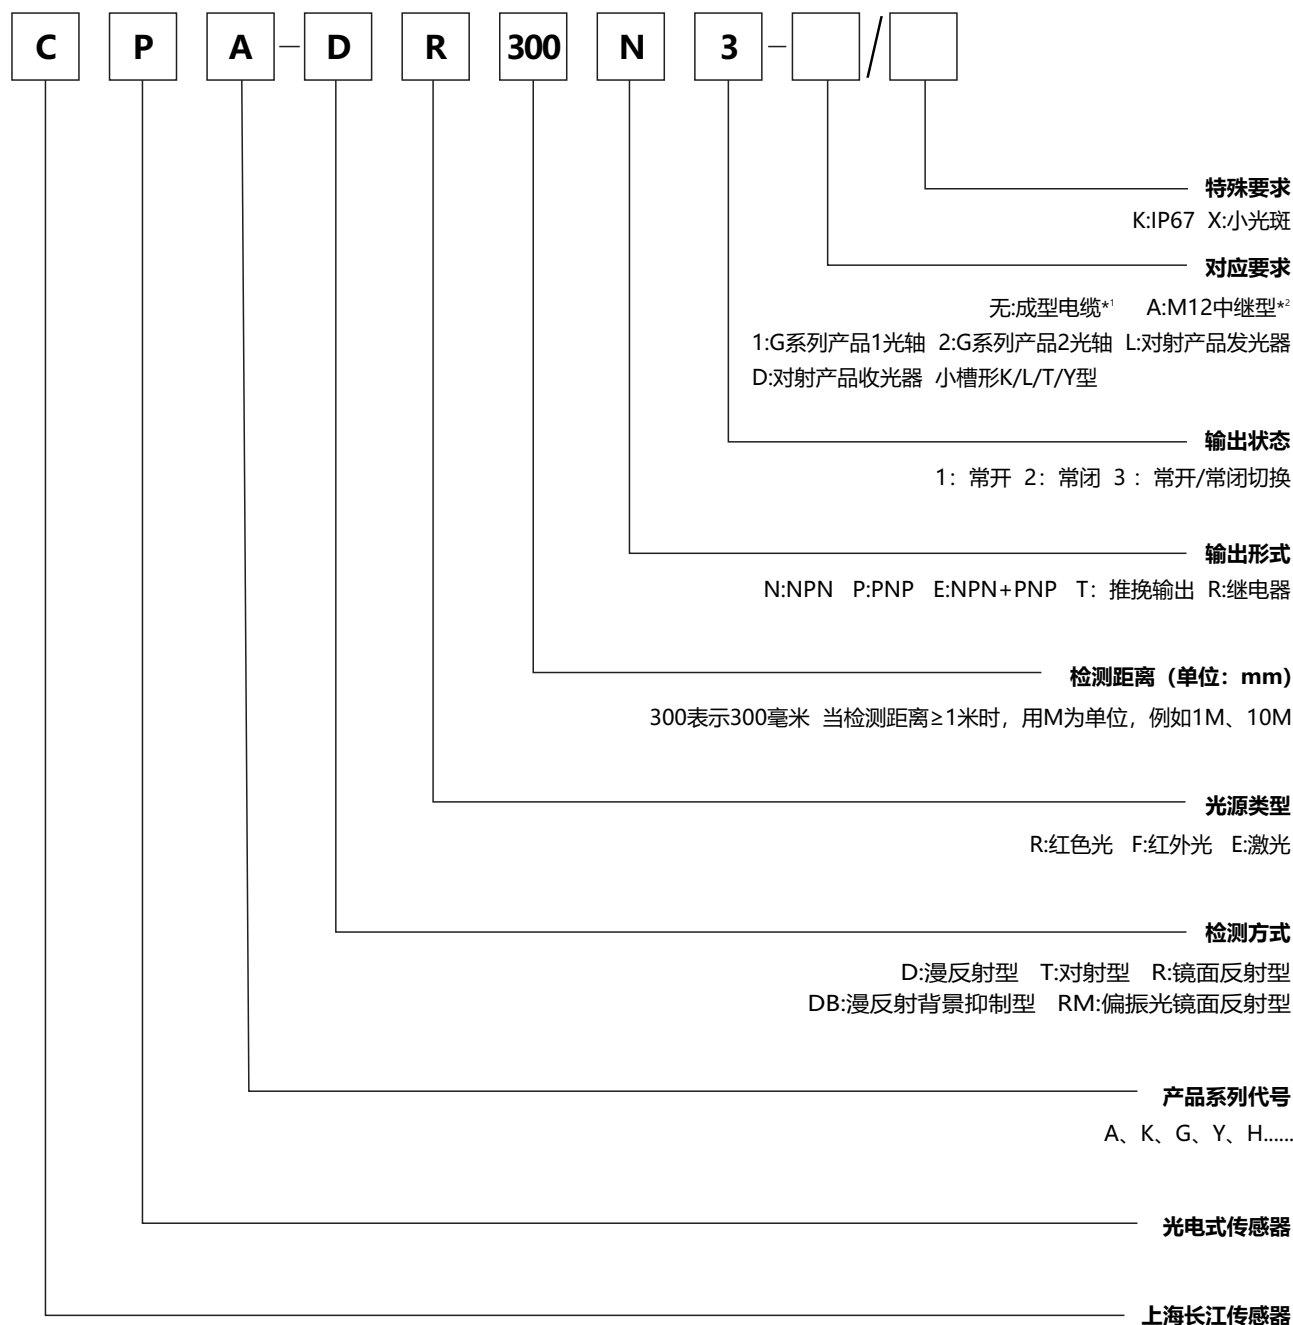 C P A - D R 300 N 3 - /
特殊要求
K:IP67 X:小光斑
对应要求
无:成型电缆*1 A:M12中继型*2
1:G系列产品1光轴 2:G系列产品2光轴 L:对射产品发光器
D:对射产品收光器 小槽形K/L/T/Y型
输出状态
1：常开 2：常闭 3：常开/常闭切换
输出形式
N:NPN P:PNP E:NPN+PNP T：推挽输出 R:继电器
检测距离（单位：mm）
300表示300毫米 当检测距离≥1米时，用M为单位，例如1M、10M
光源类型
R:红色光 F:红外光 E:激光
检测方式
D:漫反射型 T:对射型 R:镜面反射型
DB:漫反射背景抑制型 RM:偏振光镜面反射型
产品系列代号
A、K、G、Y、H......
光电式传感器
上海长江传感器